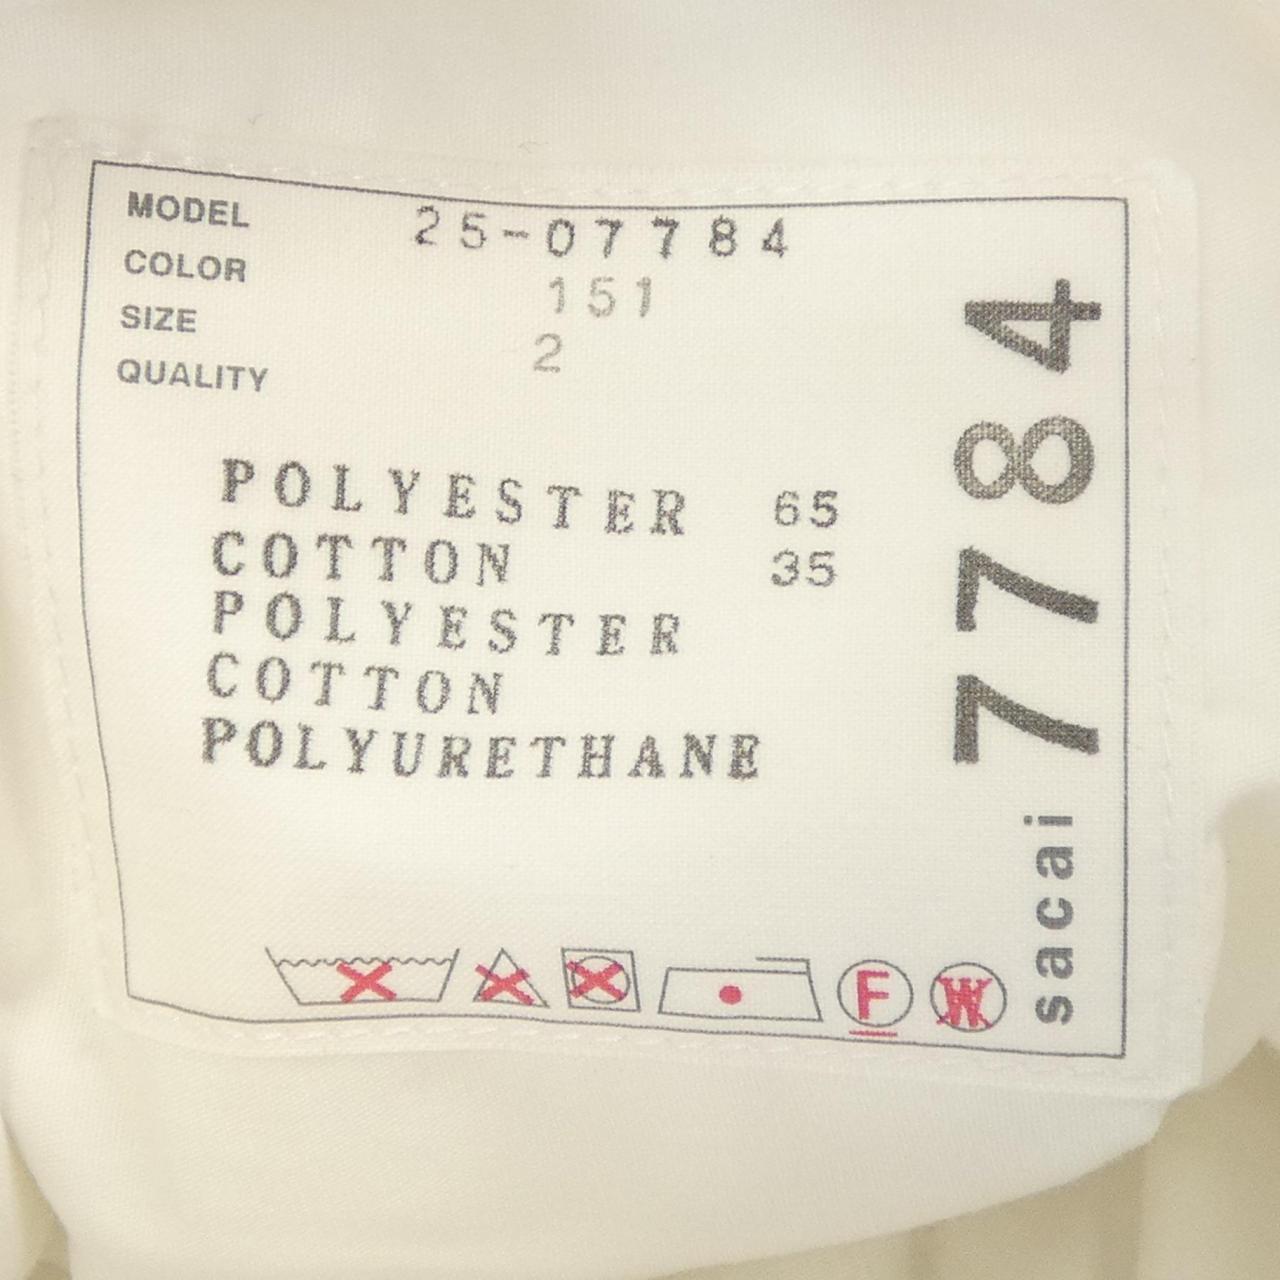 MODEL 25-07784
COLOR 151
SIZE 2
QUALITY
POLYESTER 65
COTTON 35
POLYESTER
COTTON
POLYURETHANE
F W
sacai 7784